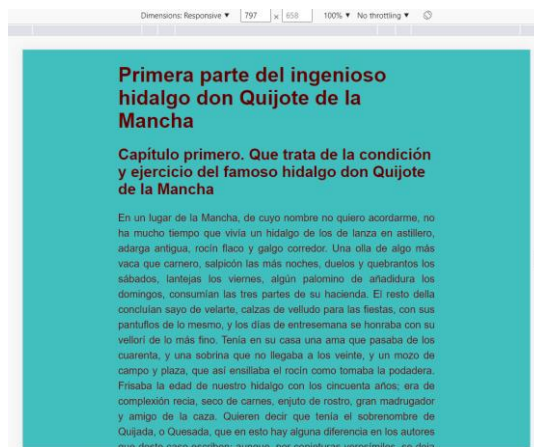 Dimensions: Responsive ▼ 797 x 658 100% ▼ No throttling ▼
Primera parte del ingenioso
hidalgo don Quijote de la
Mancha
Capítulo primero. Que trata de la condición
y ejercicio del famoso hidalgo don Quijote
de la Mancha
En un lugar de la Mancha, de cuyo nombre no quiero acordarme, no
ha mucho tiempo que vivía un hidalgo de los de lanza en astillero,
adarga antigua, rocín flaco y galgo corredor. Una olla de algo más
vaca que carnero, salpicón las más noches, duelos y quebrantos los
sábados, lantejas los viernes, algún palomino de añadidura los
domingos, consumían las tres partes de su hacienda. El resto della
concluían sayo de velarte, calzas de velludo para las fiestas, con sus
pantuflos de lo mesmo, y los días de entresemana se honraba con su
vellorí de lo más fino. Tenía en su casa una ama que pasaba de los
cuarenta, y una sobrina que no llegaba a los veinte, y un mozo de
campo y plaza, que así ensillaba el rocín como tomaba la podadera.
Frisaba la edad de nuestro hidalgo con los cincuenta años; era de
complexión recia, seco de carnes, enjuto de rostro, gran madrugador
y amigo de la caza. Quieren decir que tenía el sobrenombre de
Quijada, o Quesada, que en esto hay alguna diferencia en los autores
que deste caso escriben; aunque, por conjeturas verosímiles, se deja